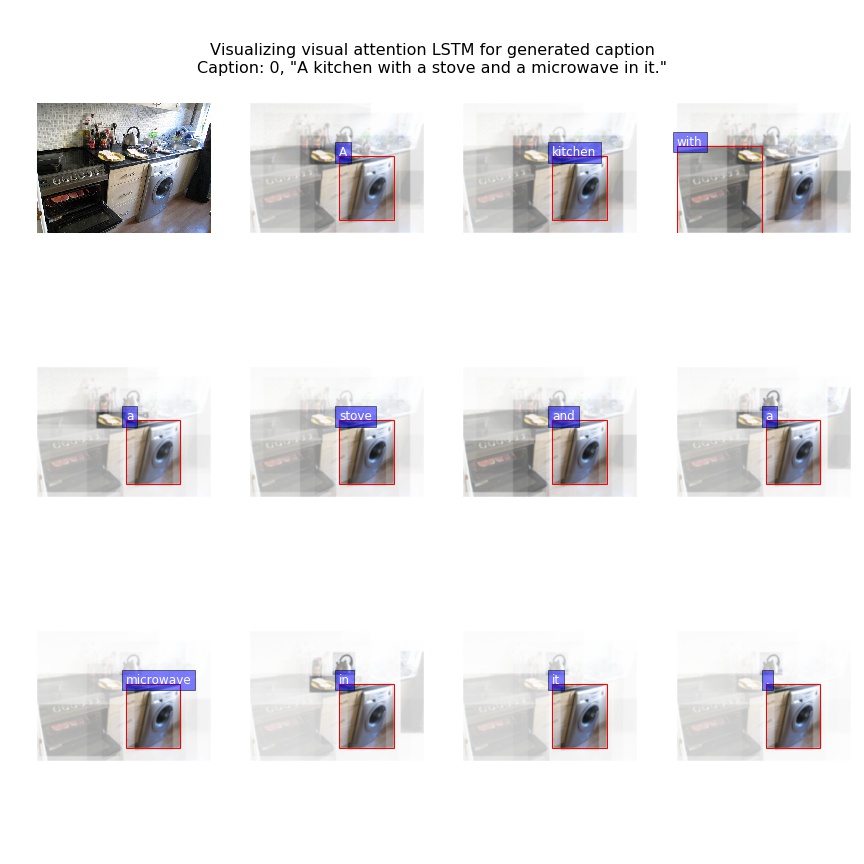 Visualizing visual attention LSTM for generated caption
Caption: 0, "A kitchen with a stove and a microwave in it."
A
kitchen
with
a
stove
and
a
microwave
in
it